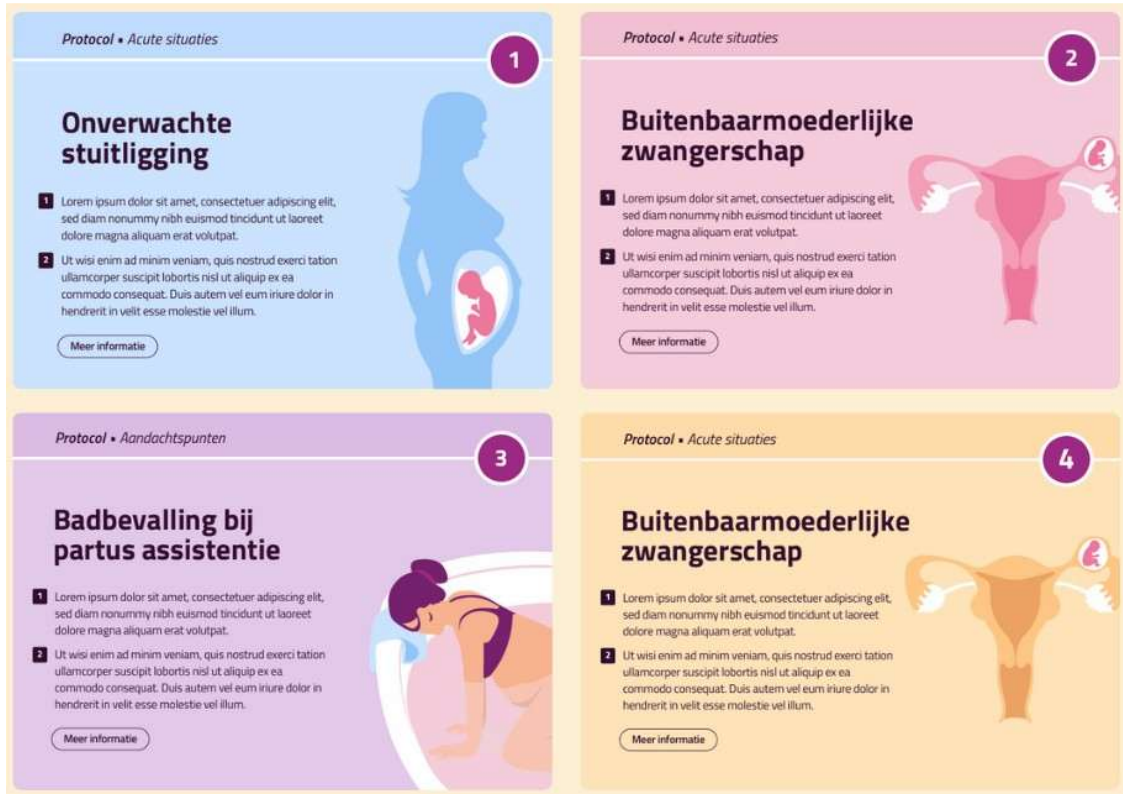 Protocol • Acute situaties
1
Onverwachte
stuitligging
1 Lorem ipsum dolor sit amet, consectetuer adipiscing elit,
sed diam nonummy nibh euismod tincidunt ut laoreet
dolore magna aliquam erat volutpat.
2 Ut wisi enim ad minim veniam, quis nostrud exerci tation
ullamcorper suscipit lobortis nisl ut aliquip ex ea
commodo consequat. Duis autem vel eum iriure dolor in
hendrerit in velit esse molestie vel illum.
Meer informatie
Protocol • Acute situaties
2
Buitenbaarmoederlijke
zwangerschap
1 Lorem ipsum dolor sit amet, consectetuer adipiscing elit,
sed diam nonummy nibh euismod tincidunt ut laoreet
dolore magna aliquam erat volutpat.
2 Ut wisi enim ad minim veniam, quis nostrud exerci tation
ullamcorper suscipit lobortis nisl ut aliquip ex ea
commodo consequat. Duis autem vel eum iriure dolor in
hendrerit in velit esse molestie vel illum.
Meer informatie
Protocol • Aandachtspunten
3
Badbevalling bij
partus assistentie
1 Lorem ipsum dolor sit amet, consectetuer adipiscing elit,
sed diam nonummy nibh euismod tincidunt ut laoreet
dolore magna aliquam erat volutpat.
2 Ut wisi enim ad minim veniam, quis nostrud exerci tation
ullamcorper suscipit lobortis nisl ut aliquip ex ea
commodo consequat. Duis autem vel eum iriure dolor in
hendrerit in velit esse molestie vel illum.
Meer informatie
Protocol • Acute situaties
4
Buitenbaarmoederlijke
zwangerschap
1 Lorem ipsum dolor sit amet, consectetuer adipiscing elit,
sed diam nonummy nibh euismod tincidunt ut laoreet
dolore magna aliquam erat volutpat.
2 Ut wisi enim ad minim veniam, quis nostrud exerci tation
ullamcorper suscipit lobortis nisl ut aliquip ex ea
commodo consequat. Duis autem vel eum iriure dolor in
hendrerit in velit esse molestie vel illum.
Meer informatie